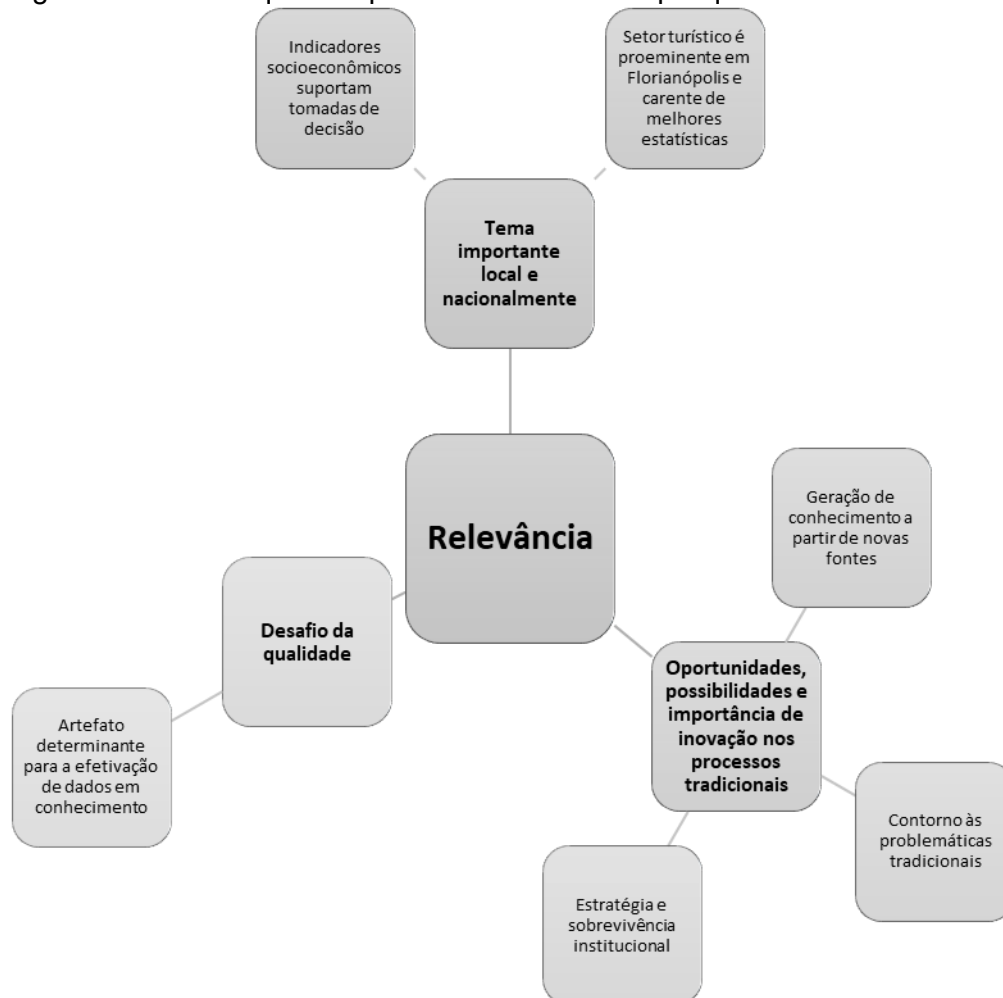 Indicadores
socioeconômicos
suportam
tomadas de
decisão
Setor turístico é
proeminente em
Florianópolis e
carente de
melhores
estatísticas
Tema
importante
local e
nacionalmente
Relevância
Geração de
conhecimento a
partir de novas
fontes
Desafio da
qualidade
Oportunidades,
possibilidades e
importância de
inovação nos
processos
tradicionais
Artefato
determinante
para a efetivação
de dados em
conhecimento
Contorno às
problemáticas
tradicionais
Estratégia e
sobrevivência
institucional